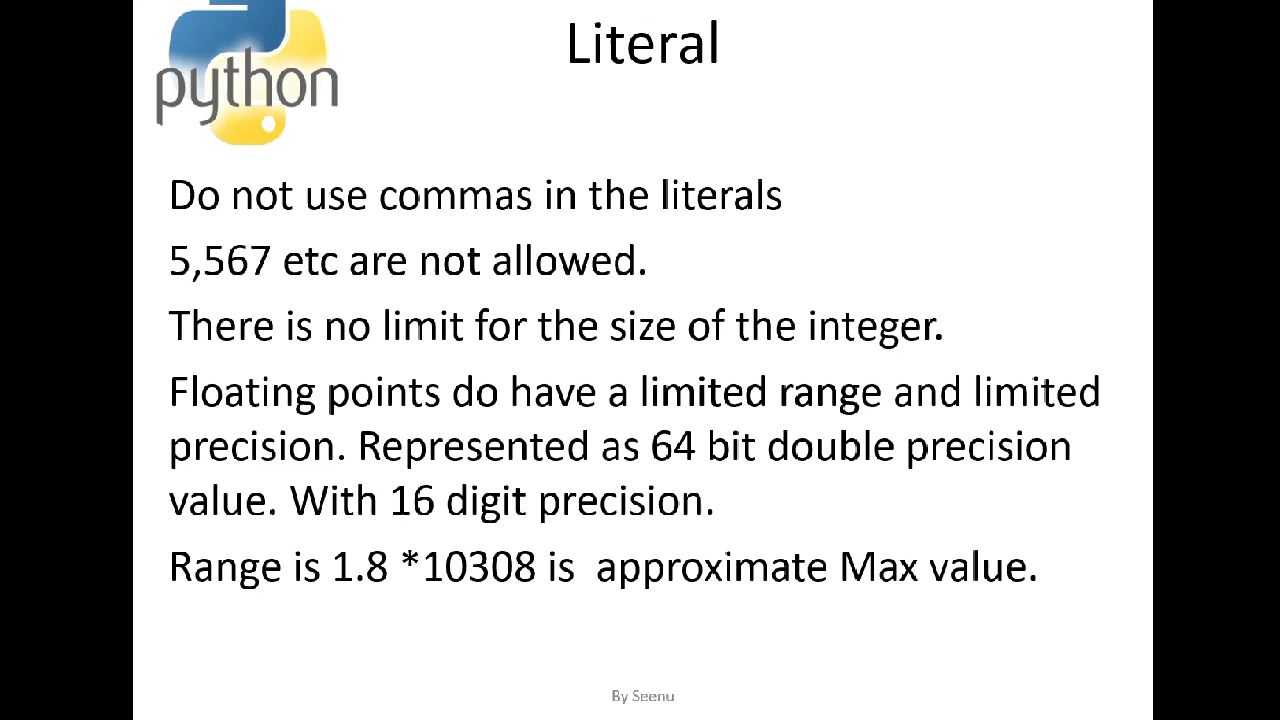 python
Literal
Do not use commas in the literals
5,567 etc are not allowed.
There is no limit for the size of the integer.
Floating points do have a limited range and limited
precision. Represented as 64 bit double precision
value. With 16 digit precision.
Range is 1.8 *10308 is  approximate Max value.
By Seenu